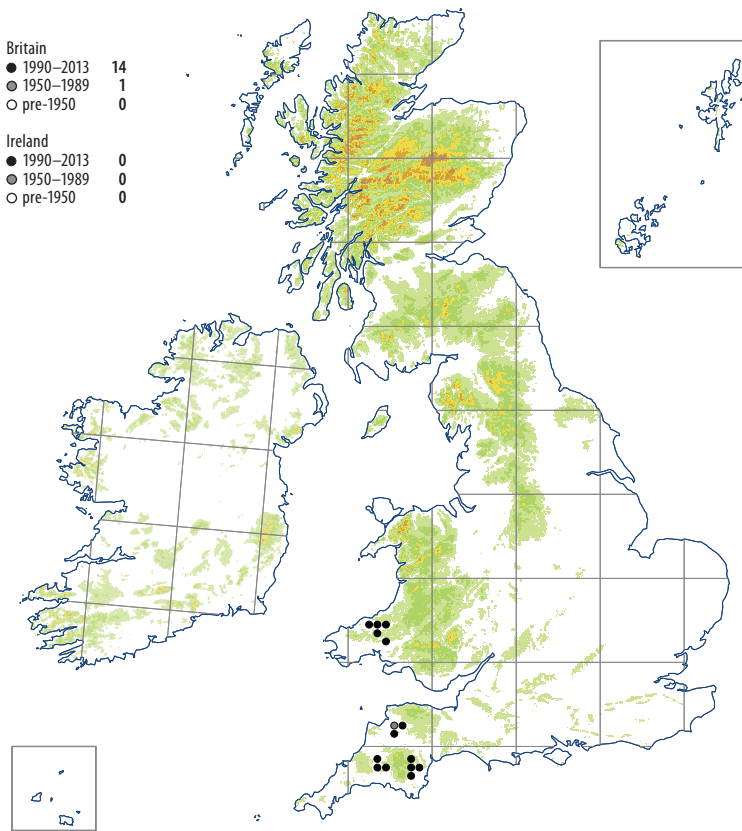 Britain
● 1990–2013 14
● 1950–1989 1
○ pre-1950 0
Ireland
● 1990–2013 0
● 1950–1989 0
○ pre-1950 0